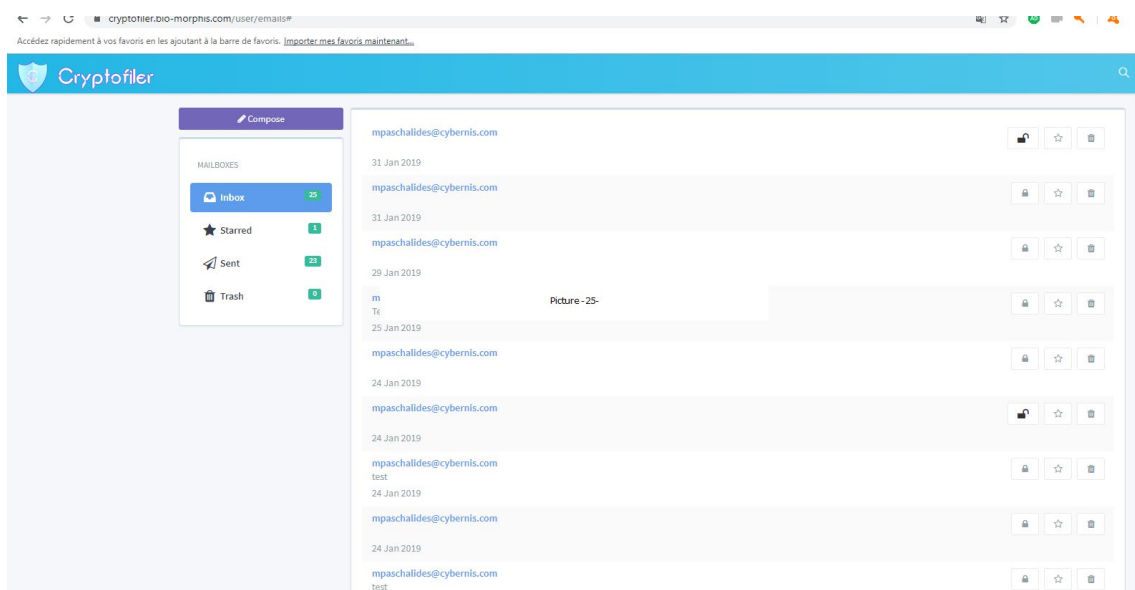 cryptofiler.bio-morphis.com/user/emails#
Accédez rapidement à vos favoris en les ajoutant à la barre de favoris. Importer mes favoris maintenant...
Cryptofiler
Compose
MAILBOXES
Inbox 25
Starred 1
Sent 23
Trash 0
mpaschalides@cybernis.com
31 Jan 2019
mpaschalides@cybernis.com
31 Jan 2019
mpaschalides@cybernis.com
29 Jan 2019
Picture - 25-
25 Jan 2019
mpaschalides@cybernis.com
24 Jan 2019
mpaschalides@cybernis.com
24 Jan 2019
mpaschalides@cybernis.com
test
24 Jan 2019
mpaschalides@cybernis.com
24 Jan 2019
mpaschalides@cybernis.com
test